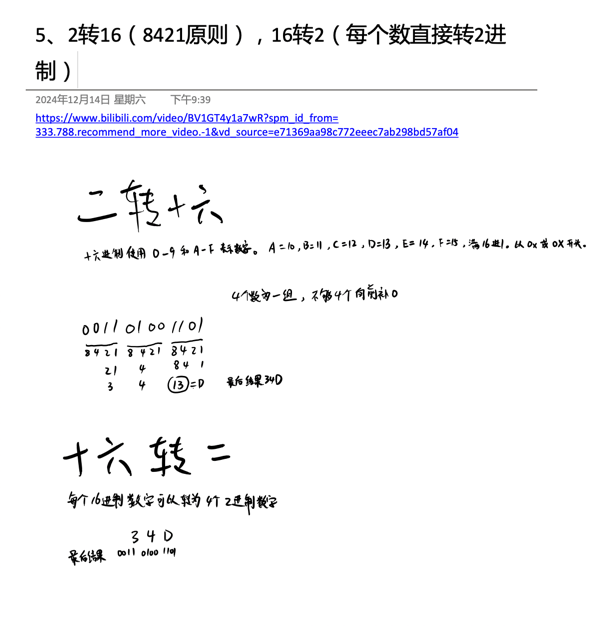 5、2转16（8421原则），16转2（每个数直接转2进
制）
2024年12月14日 星期六 下午9:39
https://www.bilibili.com/video/BV1GT4y1a7wR?spm_id_from=
333.788.recommend_more_video.-1&vd_source=e71369aa98c772eeec7ab298bd57af04
二转十六
十六进制使用 0-9 和 A-F 表示数字。 A=10,B=11,C=12,D=13,E=14,F=15,满16进1。以0x或0X开头。
4个数为一组，不够4个向前补0
0011 0100 1101
8421 8421 8421
21 4 84 1
3 4 13=D 最后结果34D
十六转二
每个16进制数字可以转为4个2进制数字
3 4 D
最后结果 0011 0100 1101